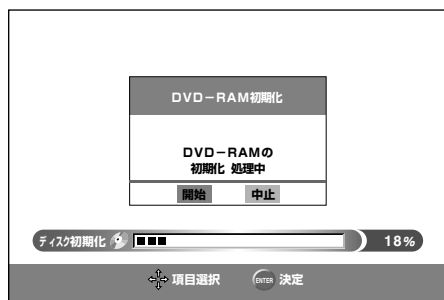 DVD－RAM初期化
DVD－RAMの
初期化 処理中
開始 中止
ディスク初期化 18%
項目選択 ENTER 決定